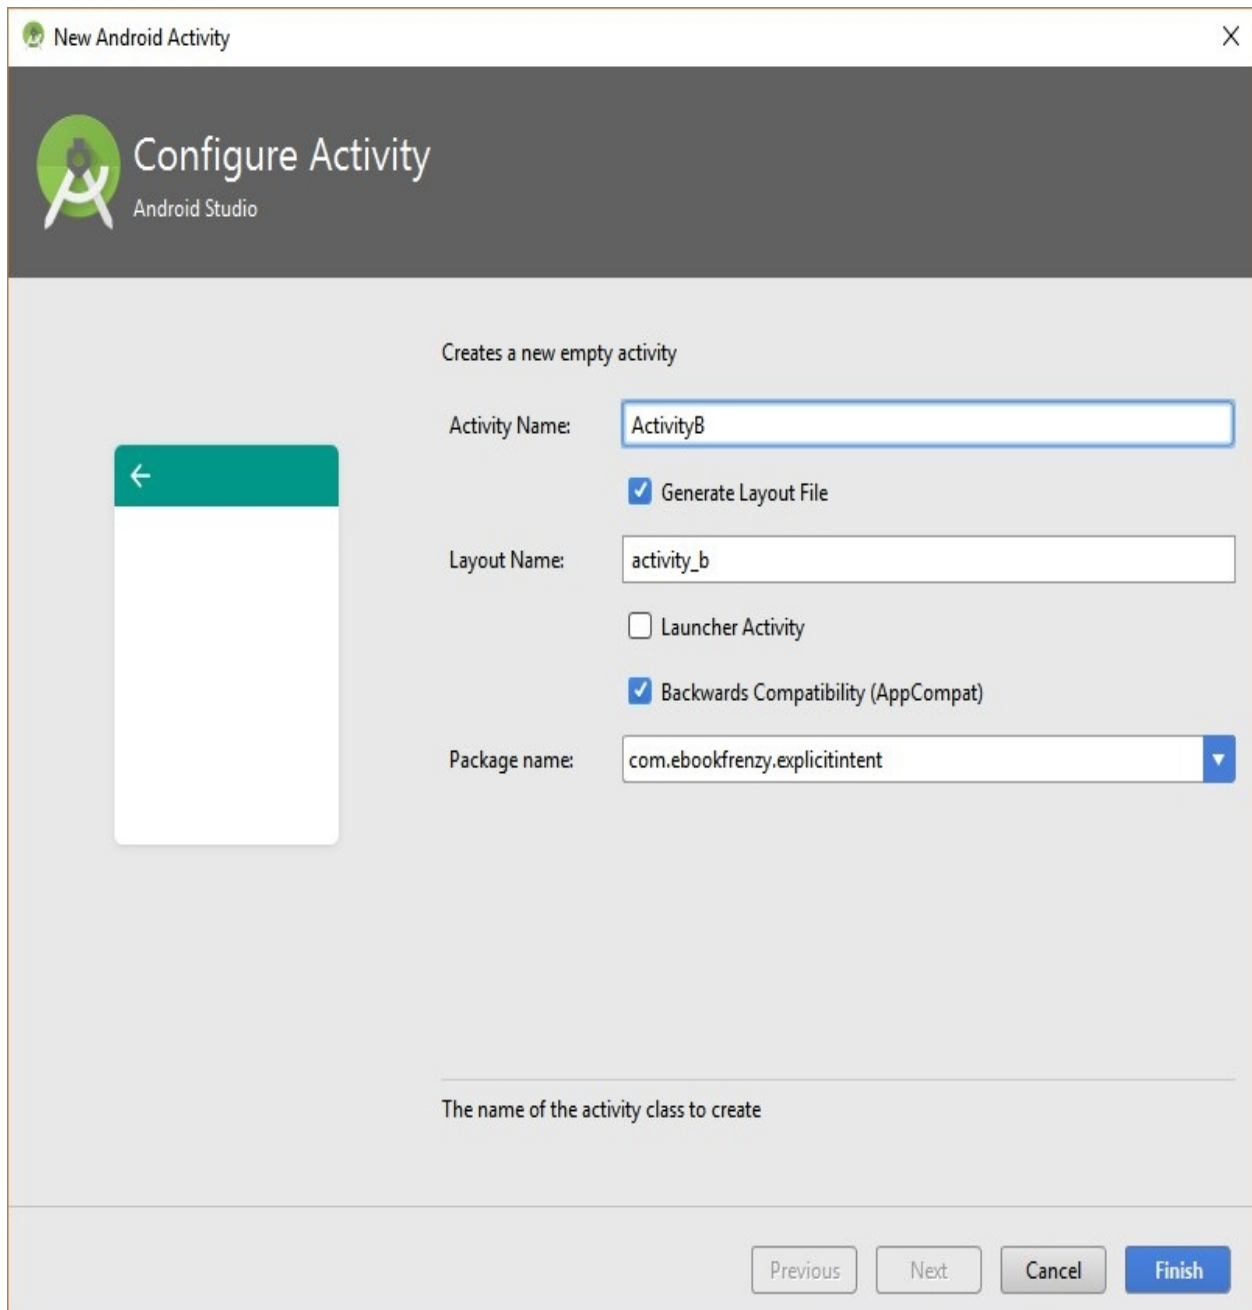 New Android Activity
Configure Activity
Android Studio
Creates a new empty activity
Activity Name: ActivityB
Generate Layout File
Layout Name: activity_b
Launcher Activity
Backwards Compatibility (AppCompat)
Package name: com.ebookfrenzy.explicitintent
The name of the activity class to create
Previous Next Cancel Finish